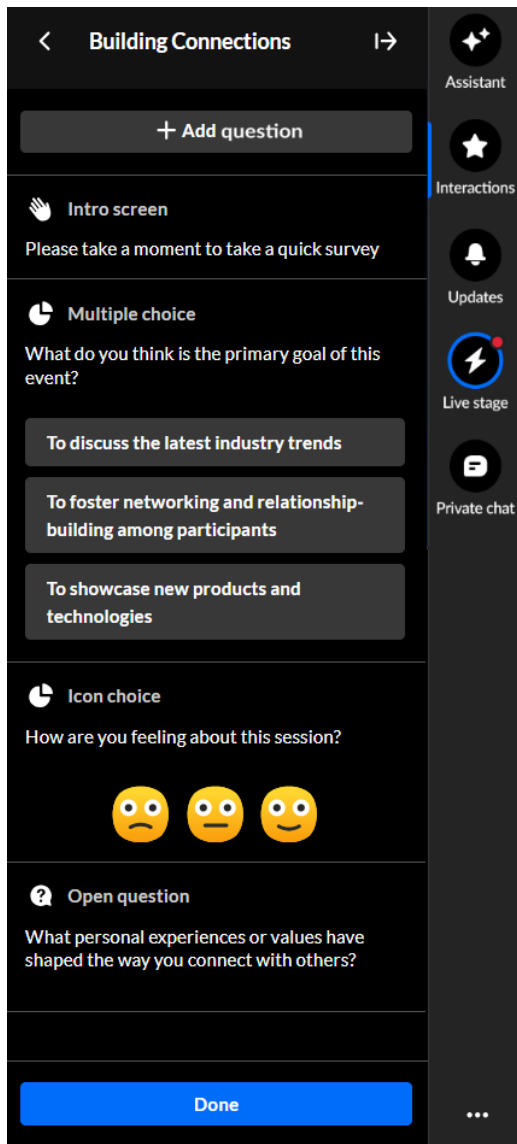 Building Connections
Assistant
+ Add question
Interactions
Intro screen
Please take a moment to take a quick survey
Updates
Multiple choice
What do you think is the primary goal of this
event?
Live stage
To discuss the latest industry trends
To foster networking and relationship-
building among participants
Private chat
To showcase new products and
technologies
Icon choice
How are you feeling about this session?
Open question
What personal experiences or values have
shaped the way you connect with others?
Done